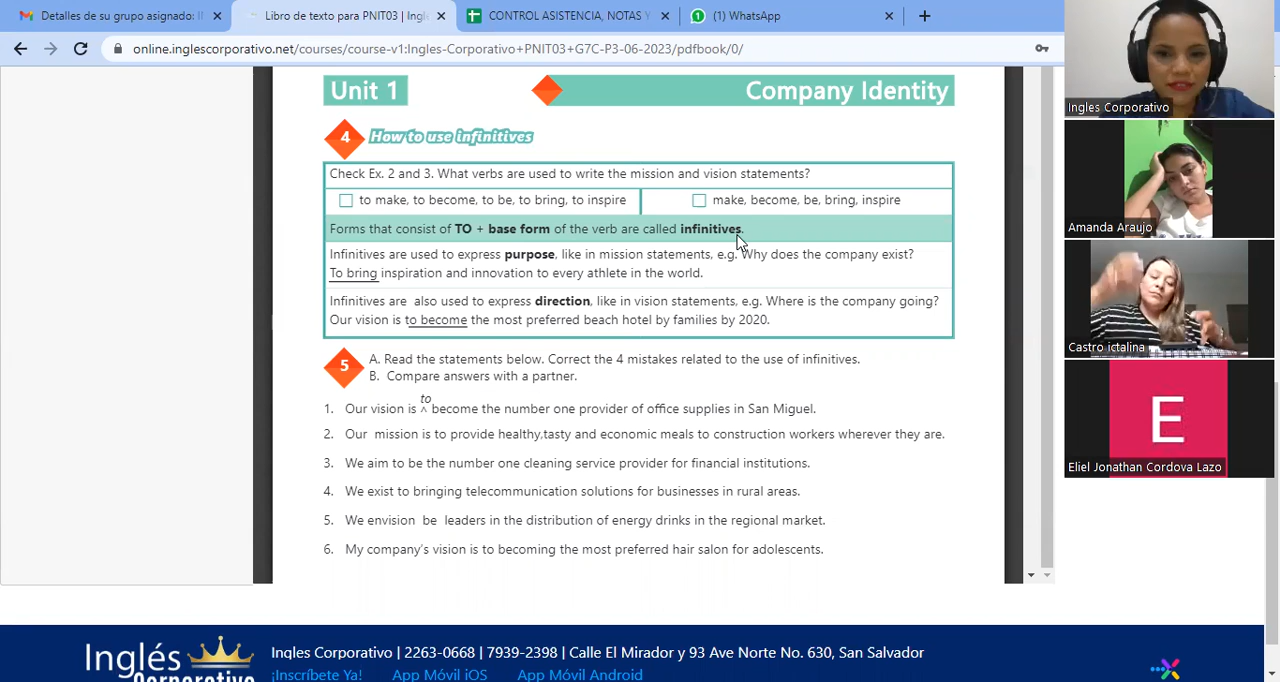 Detalles de su grupo asignado: I
Libro de texto para PNIT03 | Ingl
CONTROL ASISTENCIA, NOTAS Y
(1) WhatsApp
online.inglescorporativo.net/courses/course-v1:Ingles-Corporativo+PNIT03+G7C-P3-06-2023/pdfbook/0/
Unit 1
Company Identity
4 How to use infinitives
Check Ex. 2 and 3. What verbs are used to write the mission and vision statements?
to make, to become, to be, to bring, to inspire
make, become, be, bring, inspire
Forms that consist of TO + base form of the verb are called infinitives.
Infinitives are used to express purpose, like in mission statements, e.g. Why does the company exist?
To bring inspiration and innovation to every athlete in the world.
Infinitives are also used to express direction, like in vision statements, e.g. Where is the company going?
Our vision is to become the most preferred beach hotel by families by 2020.
5 A. Read the statements below. Correct the 4 mistakes related to the use of infinitives.
B. Compare answers with a partner.
to
1. Our vision is ^ become the number one provider of office supplies in San Miguel.
2. Our mission is to provide healthy,tasty and economic meals to construction workers wherever they are.
3. We aim to be the number one cleaning service provider for financial institutions.
4. We exist to bringing telecommunication solutions for businesses in rural areas.
5. We envision be leaders in the distribution of energy drinks in the regional market.
6. My company's vision is to becoming the most preferred hair salon for adolescents.
Inglés
Corporativo
Ingles Corporativo | 2263-0668 | 7939-2398 | Calle El Mirador y 93 Ave Norte No. 630, San Salvador
¡Inscríbete Ya! App Móvil iOS App Móvil Android
Ingles Corporativo
Amanda Araujo
Castro ictalina
E
Eliel Jonathan Cordova Lazo